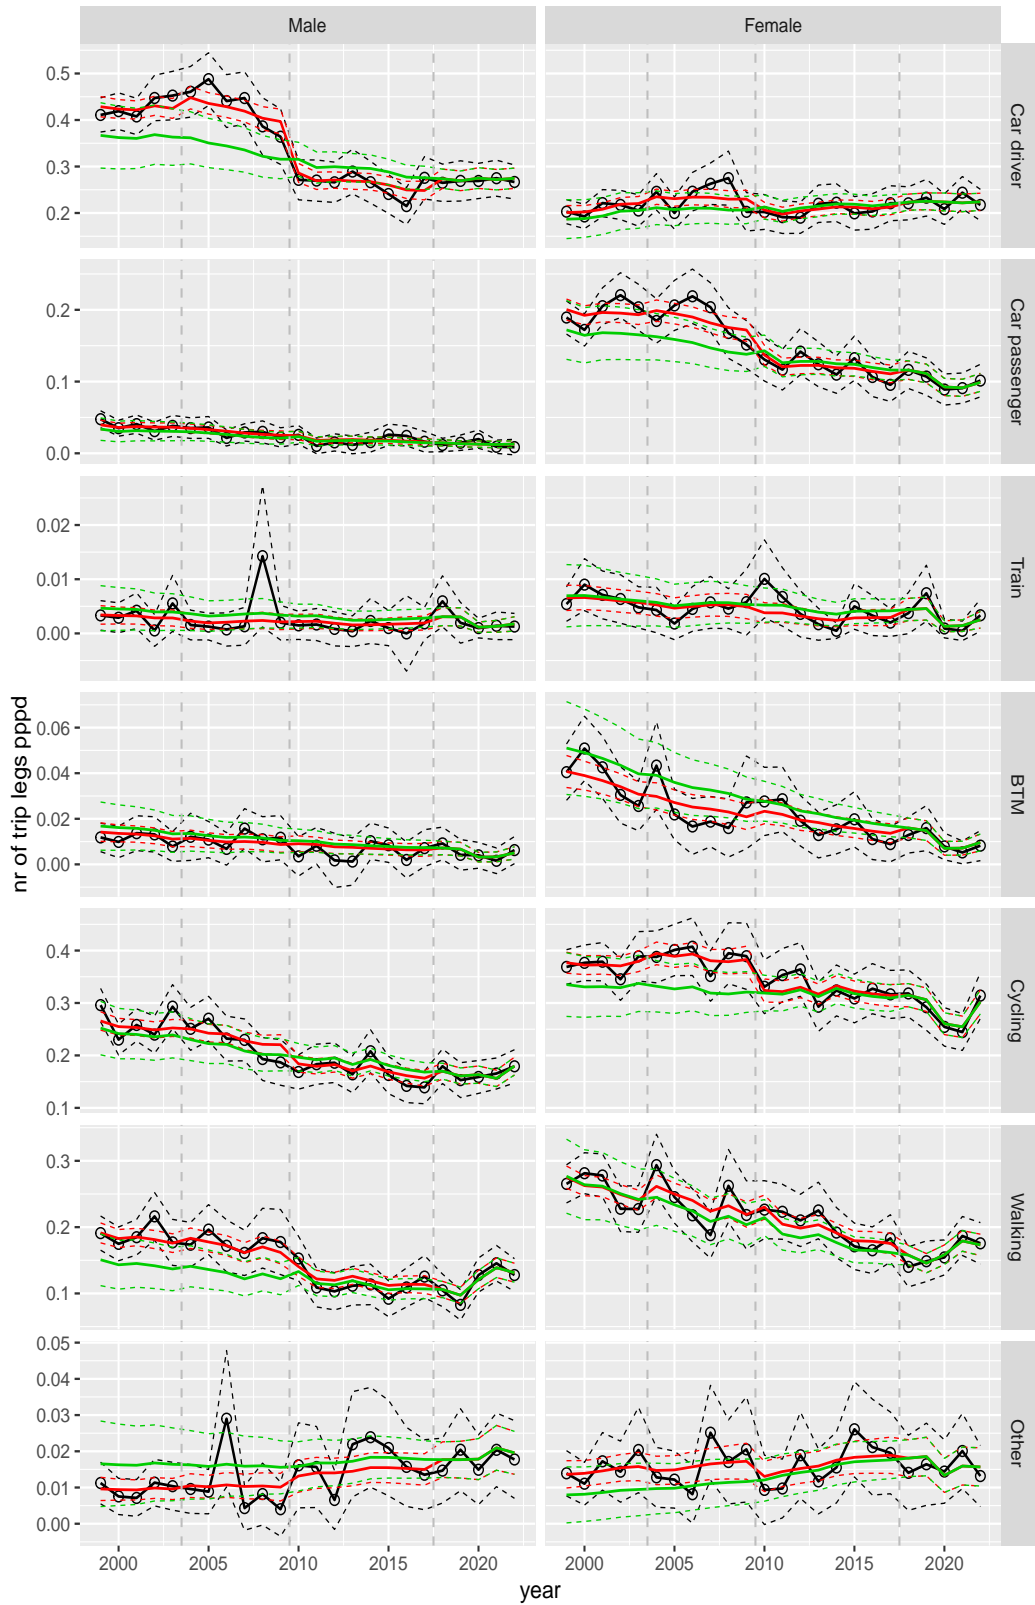 Male Female
0.5
0.4
0.3
0.2
Car driver
0.2
0.1
0.0
Car passenger
0.02
0.01
0.00
Train
0.06
0.04
0.02
0.00
BTM
0.4
0.3
0.2
0.1
Cycling
0.3
0.2
0.1
Walking
0.05
0.04
0.03
0.02
0.01
0.00
Other
2000 2005 2010 2015 2020 2000 2005 2010 2015 2020
year
nr of trip legs pppd